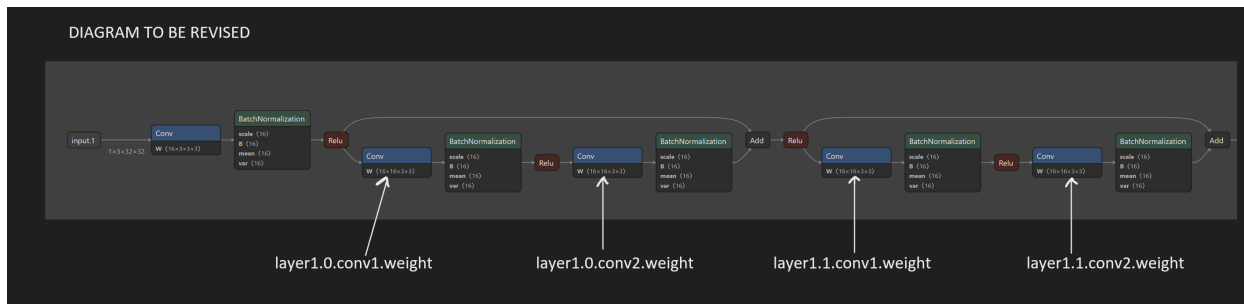 DIAGRAM TO BE REVISED
input.1
1×3×32×32
Conv
W ⟨16×3×3×3⟩
BatchNormalization
scale ⟨16⟩
B ⟨16⟩
mean ⟨16⟩
var ⟨16⟩
Relu
Conv
W ⟨16×16×3×3⟩
BatchNormalization
scale ⟨16⟩
B ⟨16⟩
mean ⟨16⟩
var ⟨16⟩
Relu
Conv
W ⟨16×16×3×3⟩
BatchNormalization
scale ⟨16⟩
B ⟨16⟩
mean ⟨16⟩
var ⟨16⟩
Add
Relu
Conv
W ⟨16×16×3×3⟩
BatchNormalization
scale ⟨16⟩
B ⟨16⟩
mean ⟨16⟩
var ⟨16⟩
Relu
Conv
W ⟨16×16×3×3⟩
BatchNormalization
scale ⟨16⟩
B ⟨16⟩
mean ⟨16⟩
var ⟨16⟩
Add
layer1.0.conv1.weight
layer1.0.conv2.weight
layer1.1.conv1.weight
layer1.1.conv2.weight